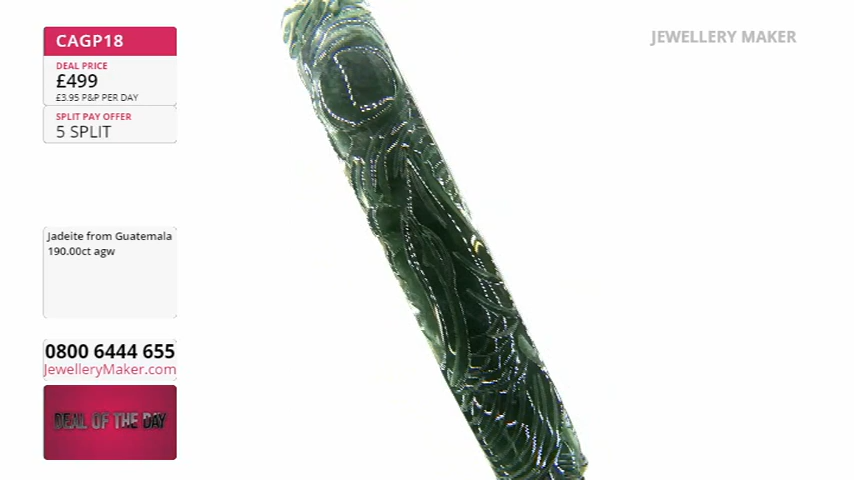 CAGP18
DEAL PRICE
£499
£3.95 P&P PER DAY
SPLIT PAY OFFER
5 SPLIT
Jadeite from Guatemala
190.00ct agw
0800 6444 655
JewelleryMaker.com
DEAL OF THE DAY
JEWELLERY MAKER